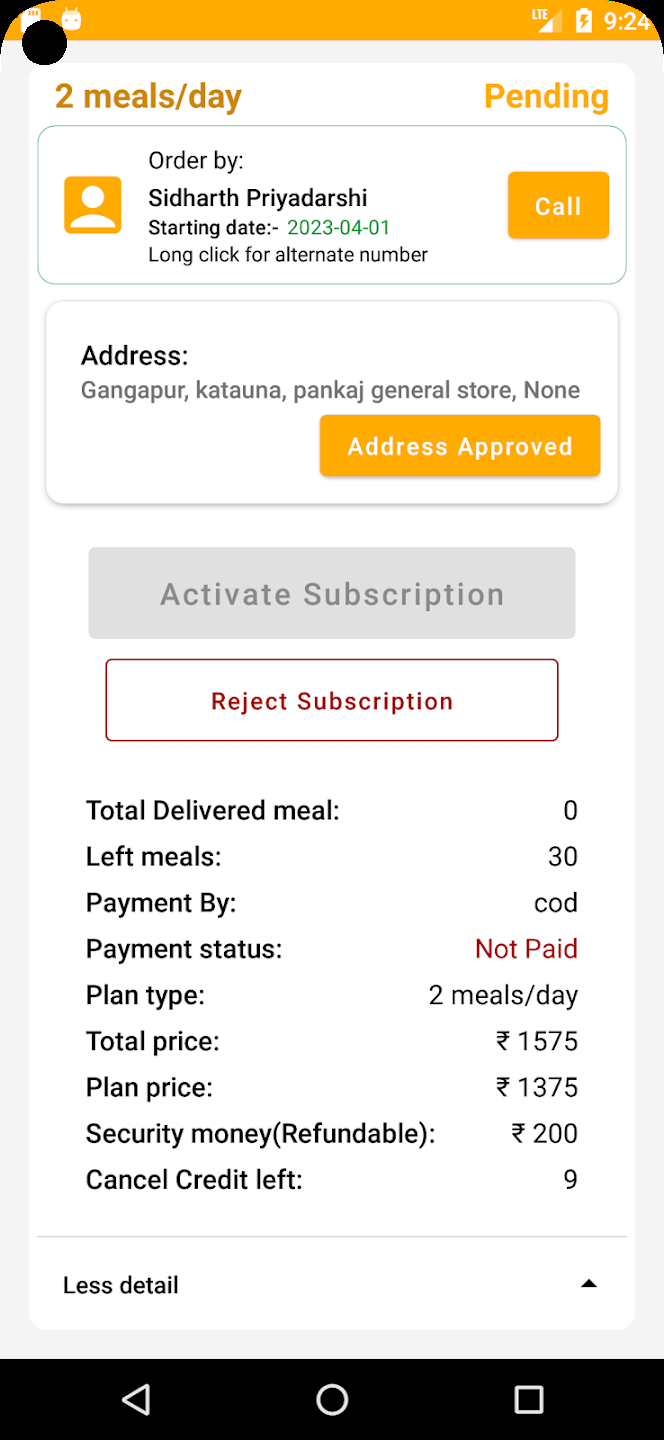 LTE 9:24
2 meals/day Pending
Order by:
Sidharth Priyadarshi
Starting date:- 2023-04-01
Long click for alternate number
Call
Address:
Gangapur, katauna, pankaj general store, None
Address Approved
Activate Subscription
Reject Subscription
Total Delivered meal: 0
Left meals: 30
Payment By: cod
Payment status: Not Paid
Plan type: 2 meals/day
Total price: ₹ 1575
Plan price: ₹ 1375
Security money(Refundable): ₹ 200
Cancel Credit left: 9
Less detail